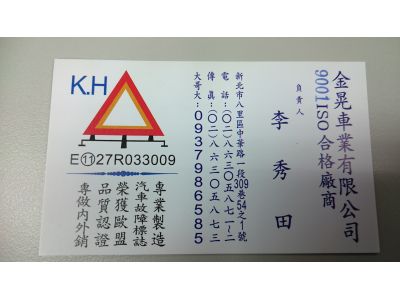 金晃車業有限公司
9001ISO合格廠商
負責人
李秀田
新北市八里區中華路一段309巷54之1號
電話：(〇二)八六三〇五八七一~二
傳真：(〇二)八六三〇五八七三
大哥大：0937986585
K.H
E⑪27R033009
專業製造
汽車故障標誌
榮獲歐盟
品質認證
專做內外銷